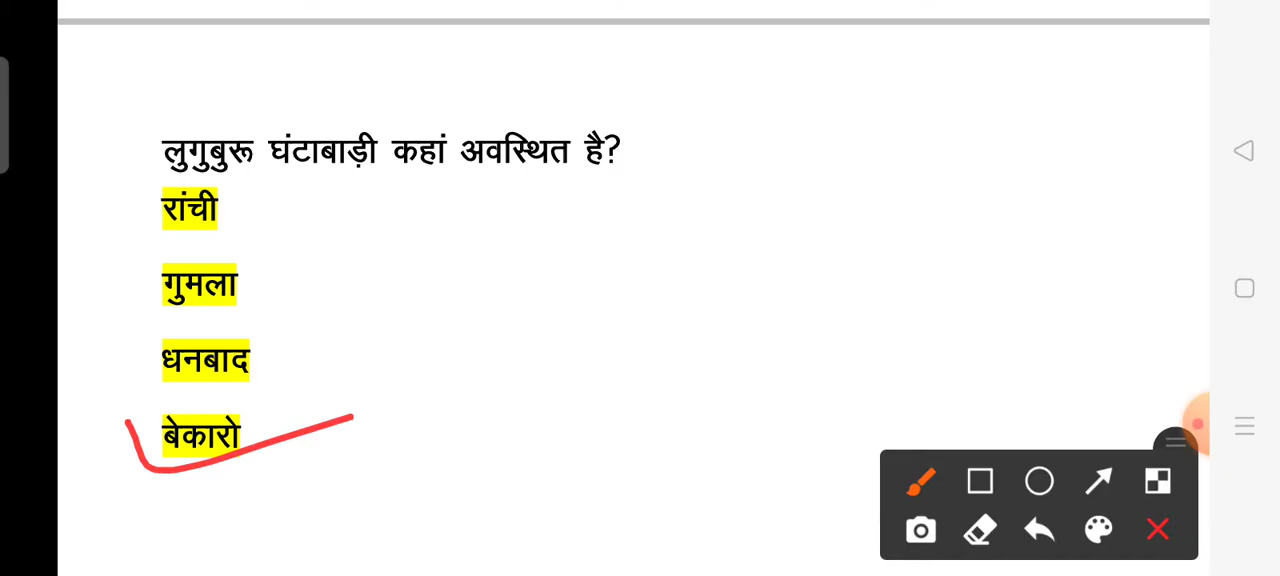 लुगुबुरू घंटाबाड़ी कहां अवस्थित है?
रांची
गुमला
धनबाद
बेकारो